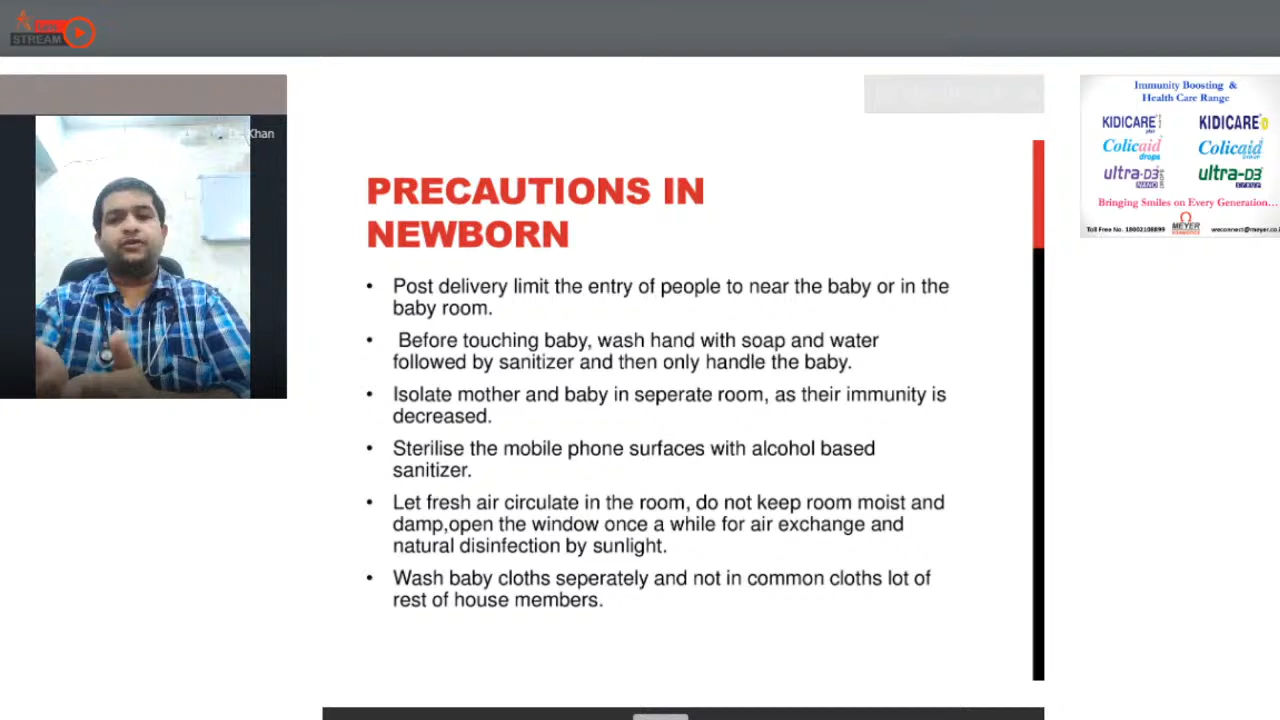 Let's
STREAM
Dr. Khan
PRECAUTIONS IN
NEWBORN
• Post delivery limit the entry of people to near the baby or in the
baby room.
• Before touching baby, wash hand with soap and water
followed by sanitizer and then only handle the baby.
• Isolate mother and baby in seperate room, as their immunity is
decreased.
• Sterilise the mobile phone surfaces with alcohol based
sanitizer.
• Let fresh air circulate in the room, do not keep room moist and
damp,open the window once a while for air exchange and
natural disinfection by sunlight.
• Wash baby cloths seperately and not in common cloths lot of
rest of house members.
Immunity Boosting &
Health Care Range
KIDICARE plus
KIDICARE
Colicaid
drops
Colicaid
ultra-D3
NANO DROPS
ultra-D3
Bringing Smiles on Every Generation...
Toll Free No. 18002108899
MEYER
weconnect@meyer.co.i